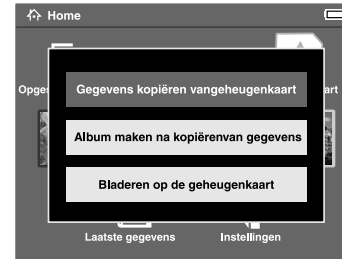 Home
Gegevens kopiëren vangeheugenkaart
Album maken na kopiërenvan gegevens
Bladeren op de geheugenkaart
Laatste gegevens
Instellingen